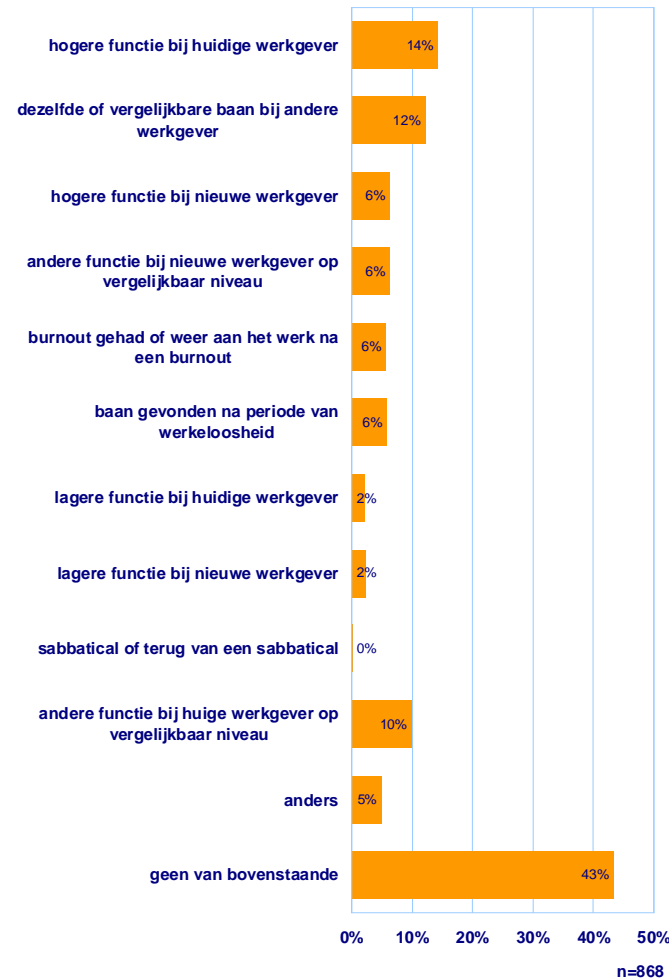 hogere functie bij huidige werkgever
14%
dezelfde of vergelijkbare baan bij andere
werkgever
12%
hogere functie bij nieuwe werkgever
6%
andere functie bij nieuwe werkgever op
vergelijkbaar niveau
6%
burnout gehad of weer aan het werk na
een burnout
6%
baan gevonden na periode van
werkeloosheid
6%
lagere functie bij huidige werkgever
2%
lagere functie bij nieuwe werkgever
2%
sabbatical of terug van een sabbatical
0%
andere functie bij huige werkgever op
vergelijkbaar niveau
10%
anders
5%
geen van bovenstaande
43%
0% 10% 20% 30% 40% 50%
n=868